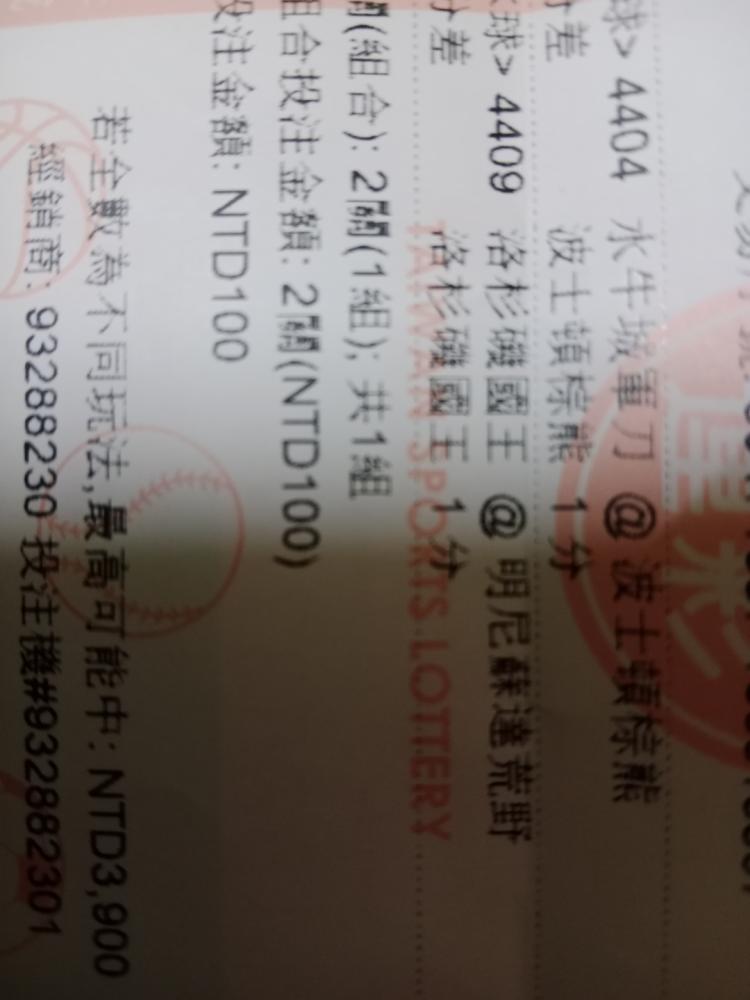 球> 4404 水牛城軍刀 @ 波士頓棕熊
分差 波士頓棕熊 1分
球> 4409 洛杉磯國王 @ 明尼蘇達荒野
分差 洛杉磯國王 1分
TAIWAN SPORTS LOTTERY
關(組合): 2關(1組); 共1組
組合投注金額: 2關(NTD100)
投注金額: NTD100
若全數為不同玩法,最高可能中: NTD3,900
經銷商: 93288230 投注機#932882301